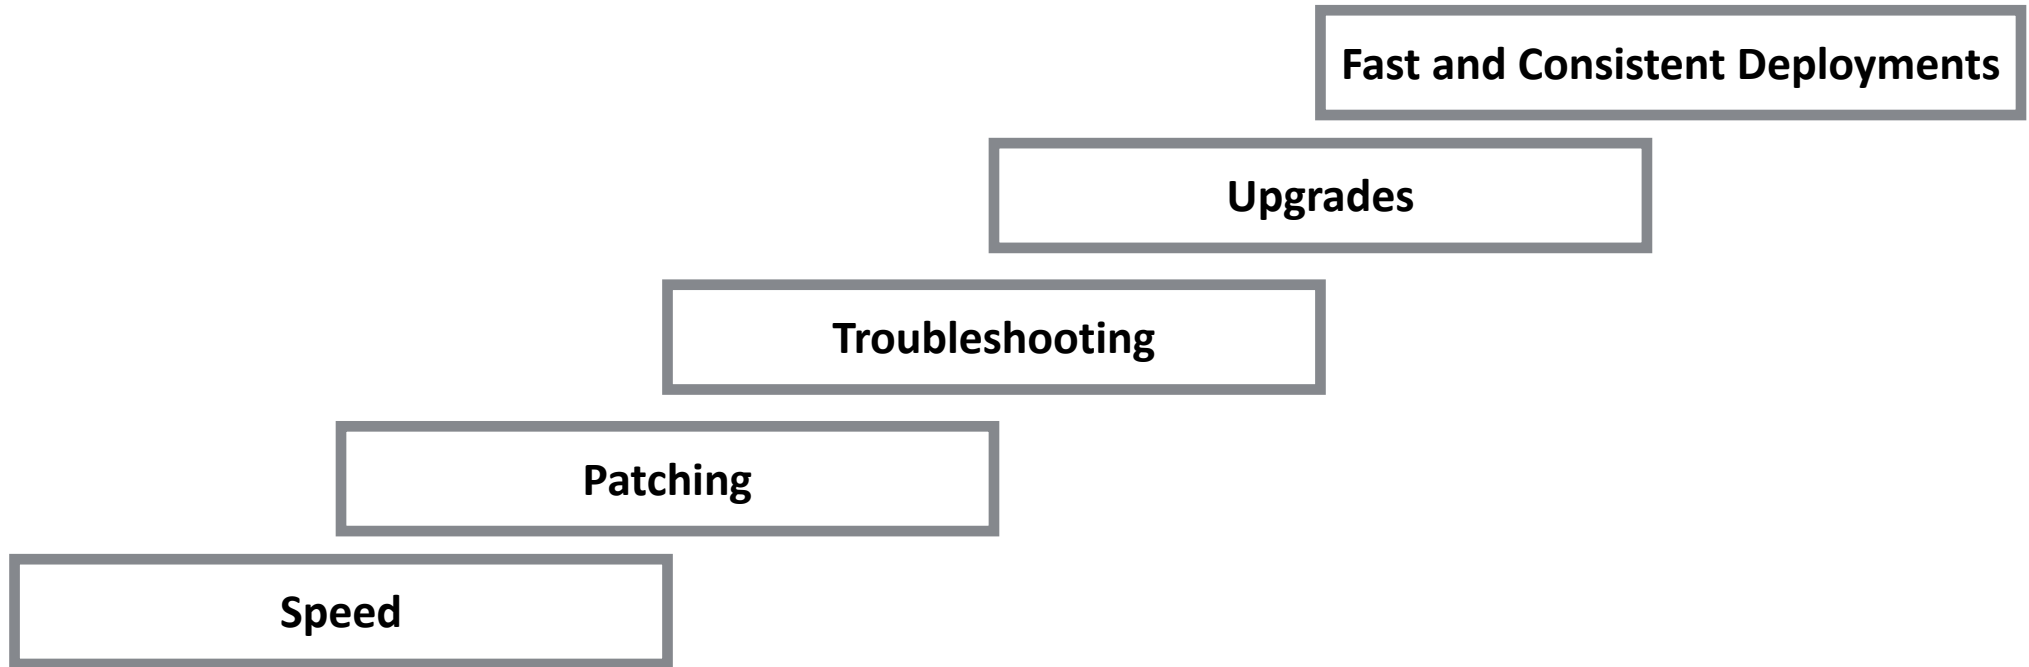 Fast and Consistent Deployments
Upgrades
Troubleshooting
Patching
Speed